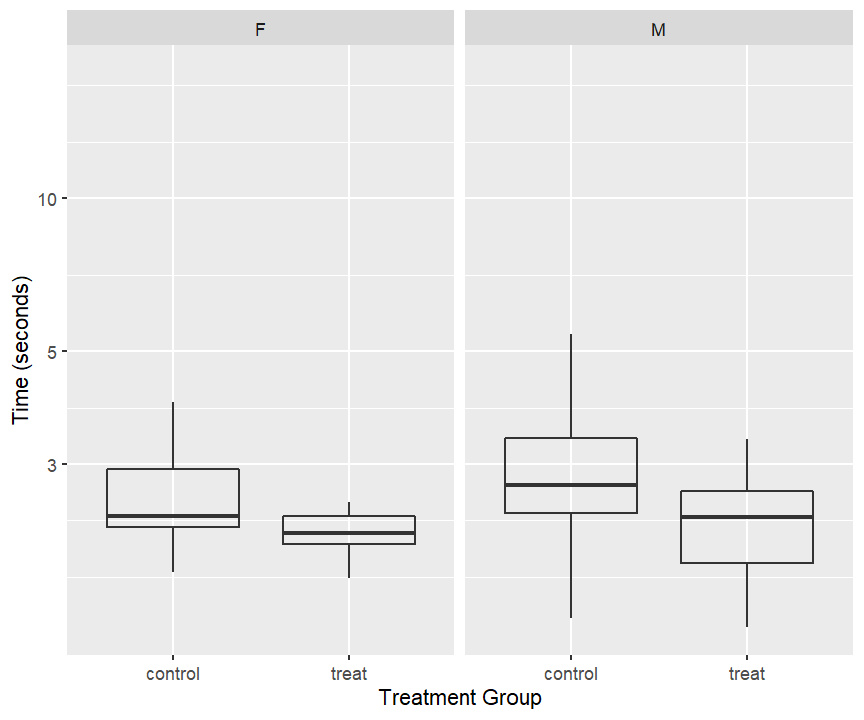 F
M
10
5
3
Time (seconds)
control
treat
control
treat
Treatment Group